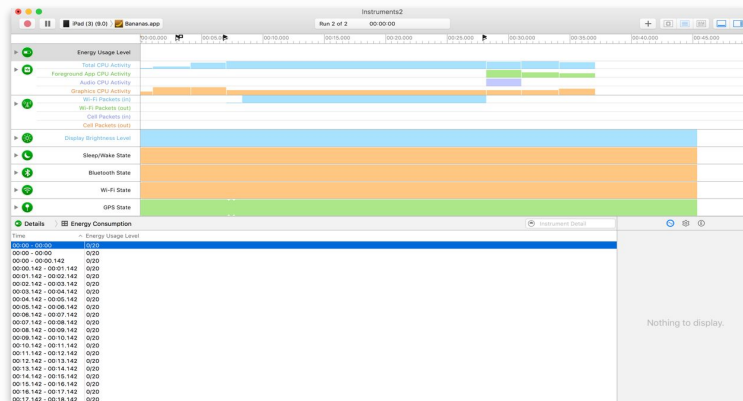 Instruments2
iPad (3) (9.0) Bananas.app
Run 2 of 2 00:00:00
00:00.000 00:05.000 00:10.000 00:15.000 00:20.000 00:25.000 00:30.000 00:35.000 00:40.000 00:45.000
Energy Usage Level
Total CPU Activity
Foreground App CPU Activity
Audio CPU Activity
Graphics CPU Activity
Wi-Fi Packets (in)
Wi-Fi Packets (out)
Cell Packets (in)
Cell Packets (out)
Display Brightness Level
Sleep/Wake State
Bluetooth State
Wi-Fi State
GPS State
Details Energy Consumption
Instrument Detail
Time Energy Usage Level
00:00 - 00:00 0/20
00:00 - 00:00 0/20
00:00 - 00:00.142 0/20
00:00.142 - 00:01.142 0/20
00:01.142 - 00:02.142 0/20
00:02.142 - 00:03.142 0/20
00:03.142 - 00:04.142 0/20
00:04.142 - 00:05.142 0/20
00:05.142 - 00:06.142 0/20
00:06.142 - 00:07.142 0/20
00:07.142 - 00:08.142 0/20
00:08.142 - 00:09.142 0/20
00:09.142 - 00:10.142 0/20
00:10.142 - 00:11.142 0/20
00:11.142 - 00:12.142 0/20
00:12.142 - 00:13.142 0/20
00:13.142 - 00:14.142 0/20
00:14.142 - 00:15.142 0/20
00:15.142 - 00:16.142 0/20
00:16.142 - 00:17.142 0/20
00:17.142 - 00:18.142 0/20
Nothing to display.